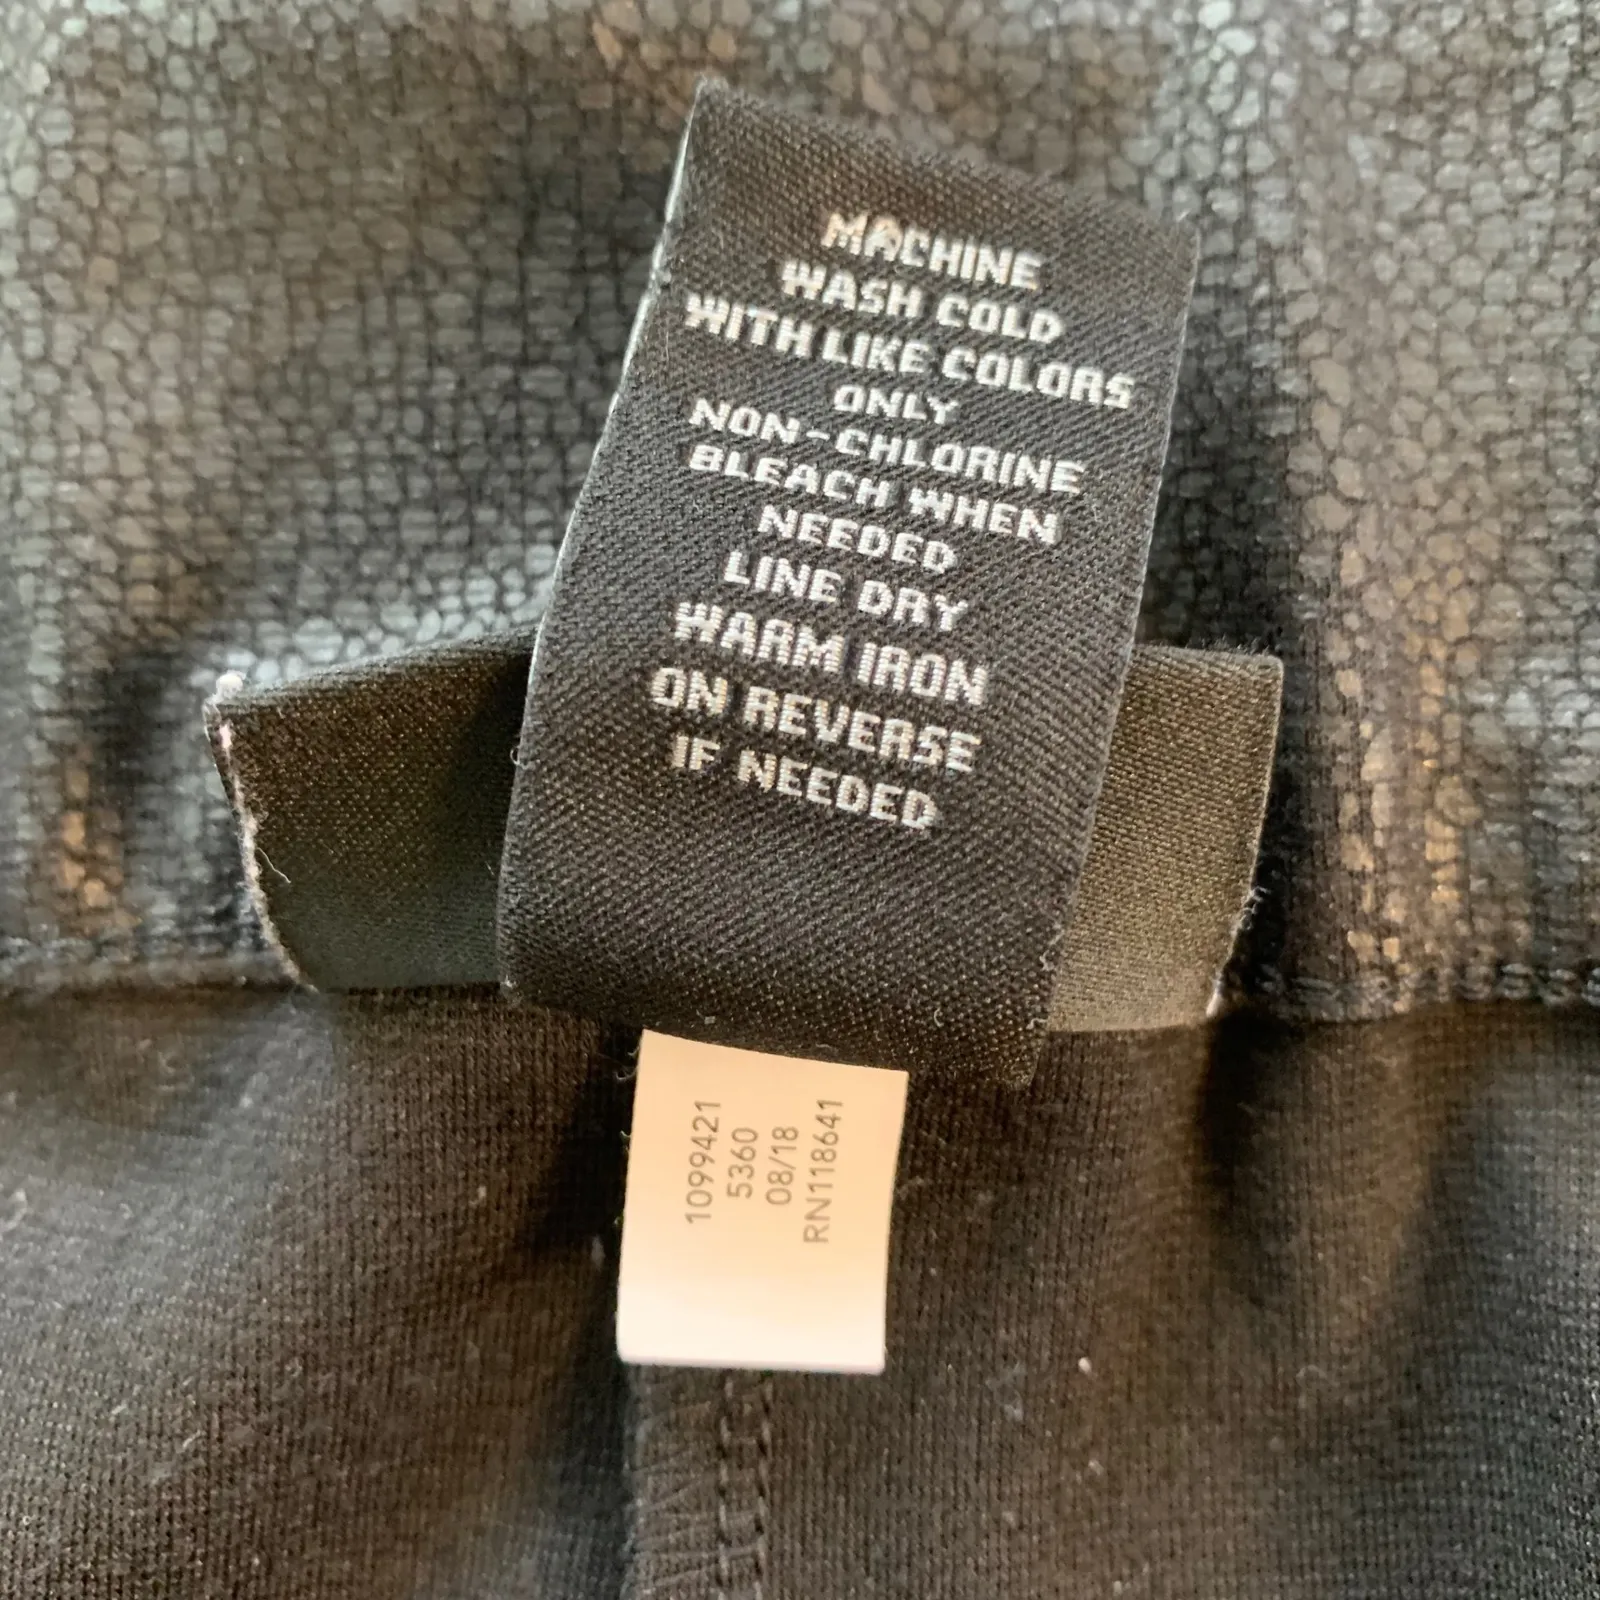 MACHINE
WASH COLD
WITH LIKE COLORS
ONLY
NON-CHLORINE
BLEACH WHEN
NEEDED
LINE DRY
WARM IRON
ON REVERSE
IF NEEDED
1099421
5360
08/18
RN118641